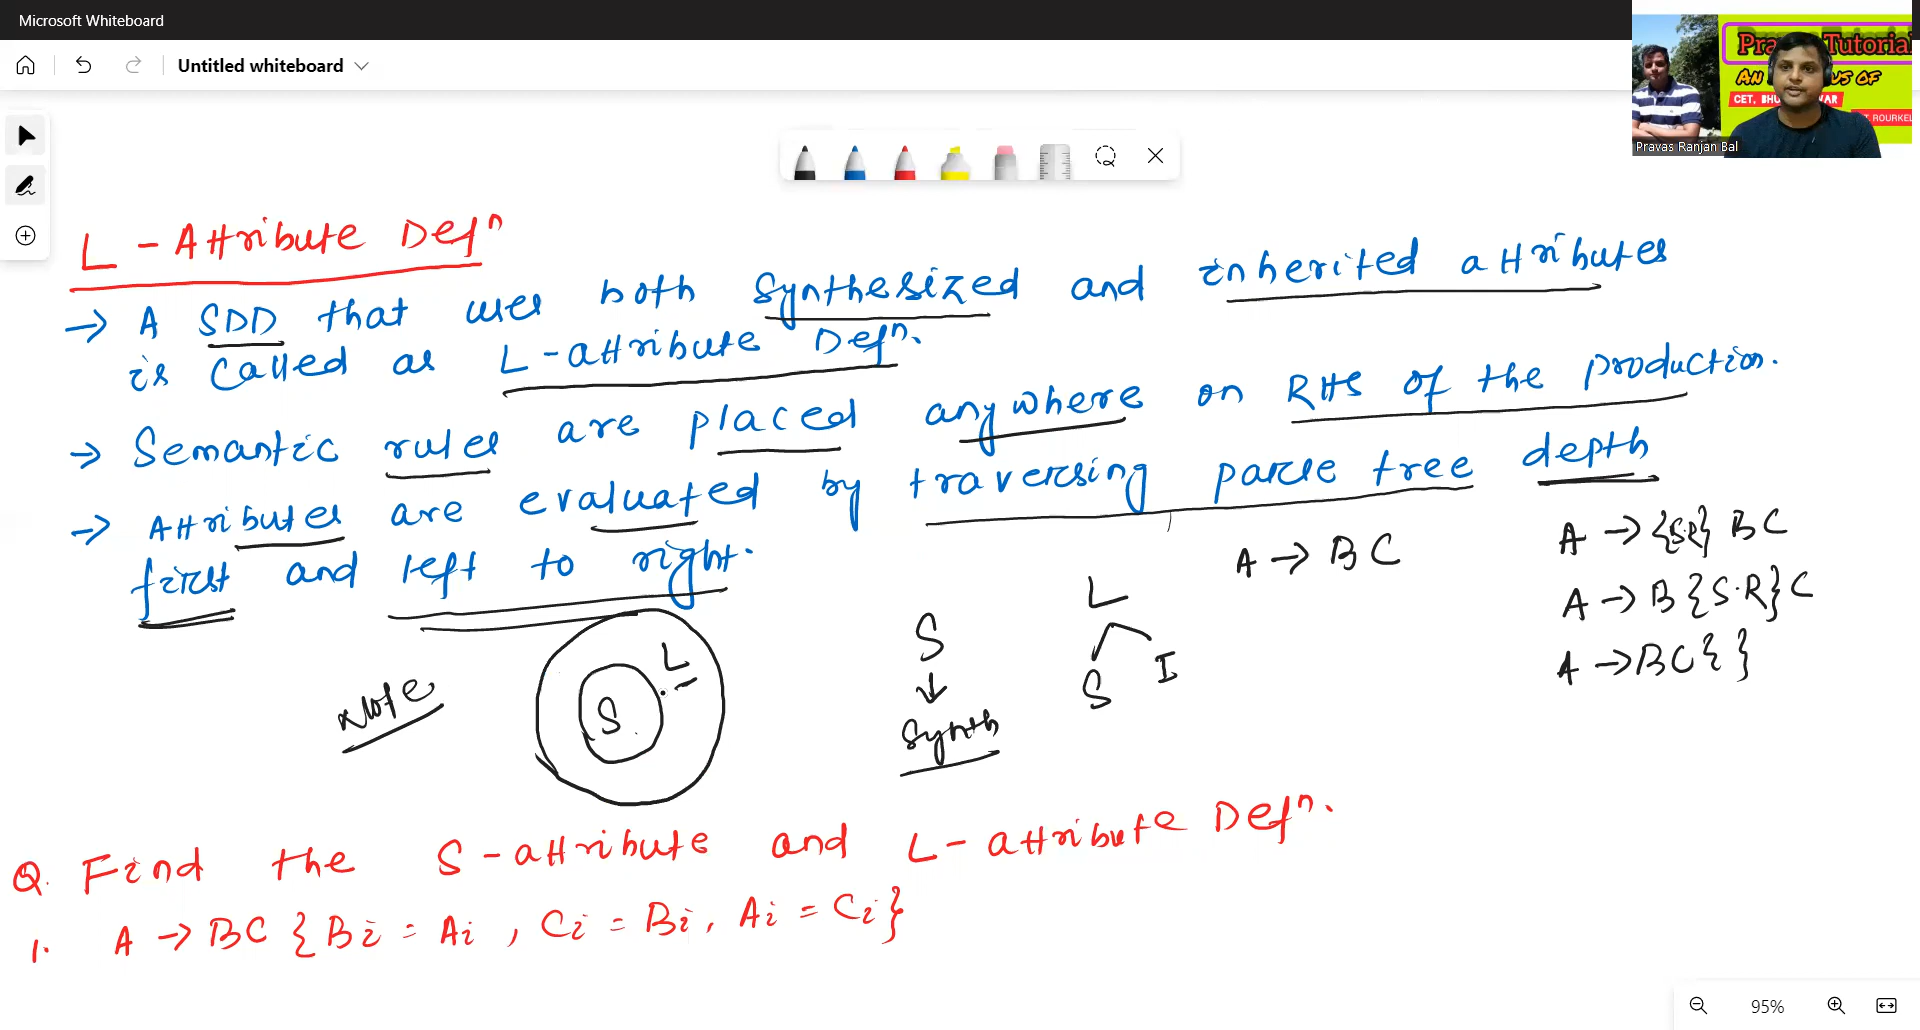 Microsoft Whiteboard
Untitled whiteboard
Pravas Ranjan Bal
L - Attribute Defⁿ
→ A SDD that uses both synthesized and inherited attributes
is called as L-attribute Defⁿ.
→ Semantic rules are placed anywhere on RHS of the production.
→ Attributes are evaluated by traversing parse tree depth
first and left to right.
A → BC
A → {S.R} BC
A → B {S.R} C
A → BC { }
Note
S L
S
↓
Synth
L
S I
Q. Find the S-attribute and L-attribute Defⁿ.
1. A → BC { Bi = Ai , Ci = Bi, Ai = Ci }
95%